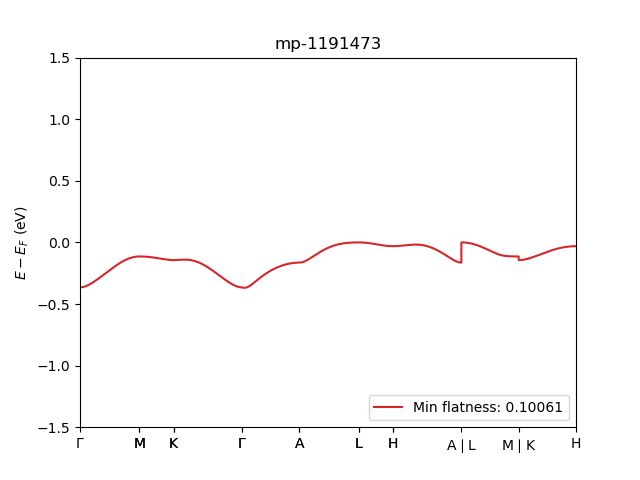 mp-1191473
1.5
1.0
0.5
0.0
−0.5
−1.0
−1.5
E − E_F (eV)
Min flatness: 0.10061
Γ M K Γ A L H A | L M | K H